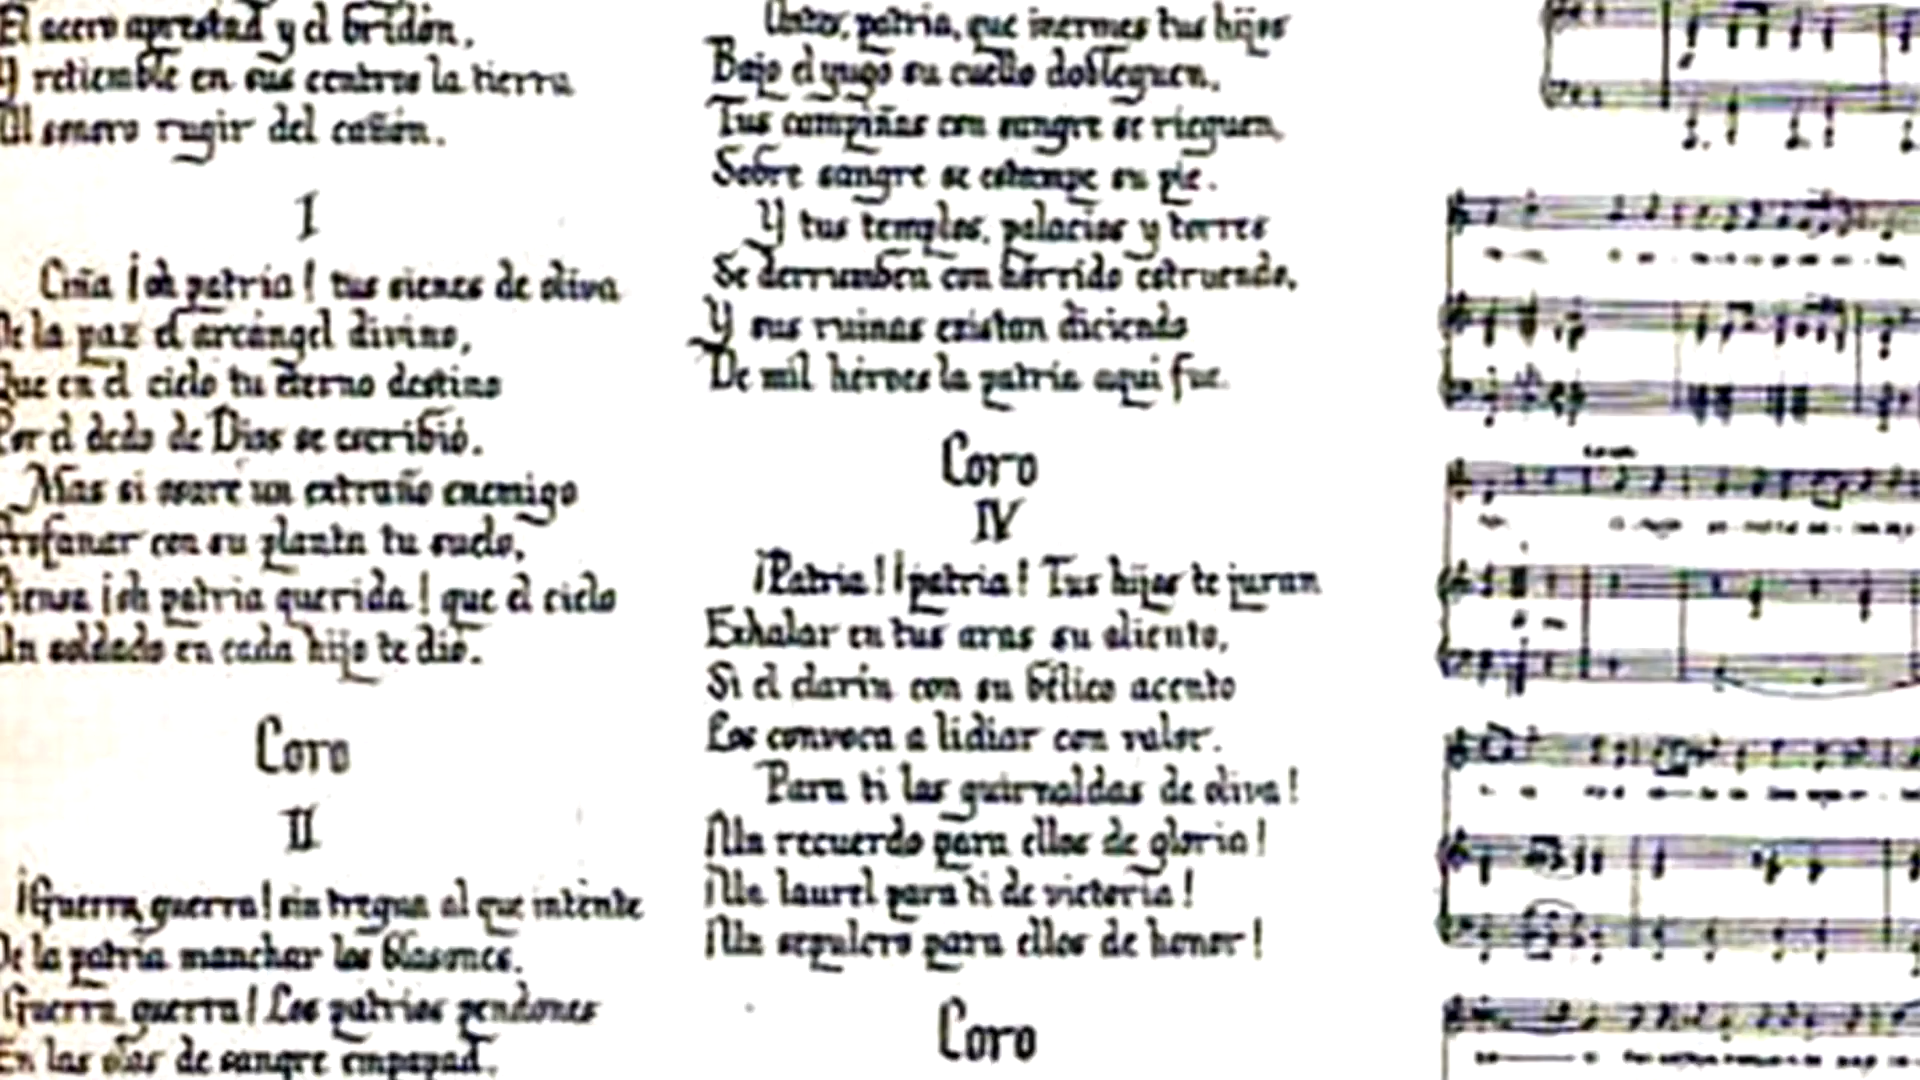 El acero aprestad y el bridón,
Y retiemble en sus centros la tierra
Al sonoro rugir del cañón.
I
Ciña ¡oh patria! tus sienes de oliva
De la paz el arcángel divino,
Que en el cielo tu eterno destino
Por el dedo de Dios se escribió.
Mas si osare un extraño enemigo
Profanar con su planta tu suelo,
Piensa ¡oh patria querida! que el cielo
Un soldado en cada hijo te dió.
Coro
II
¡Guerra, guerra! sin tregua al que intente
De la patria manchar los blasones.
Guerra, guerra! Los patrios pendones
En las olas de sangre empapad.
Antes, patria, que inermes tus hijos
Bajo el yugo su cuello dobleguen,
Tus campiñas con sangre se rieguen,
Sobre sangre se estampe su pie.
Y tus templos, palacios y torres
Se derrumben con hórrido estruendo,
Y sus ruinas existan diciendo
De mil héroes la patria aquí fue.
Coro
IV
¡Patria! ¡patria! Tus hijos te juran
Exhalar en tus aras su aliento,
Si el clarín con su bélico acento
Los convoca a lidiar con valor.
Para ti las guirnaldas de oliva!
¡Un recuerdo para ellos de gloria!
¡Un laurel para ti de victoria!
¡Un sepulcro para ellos de honor!
Coro